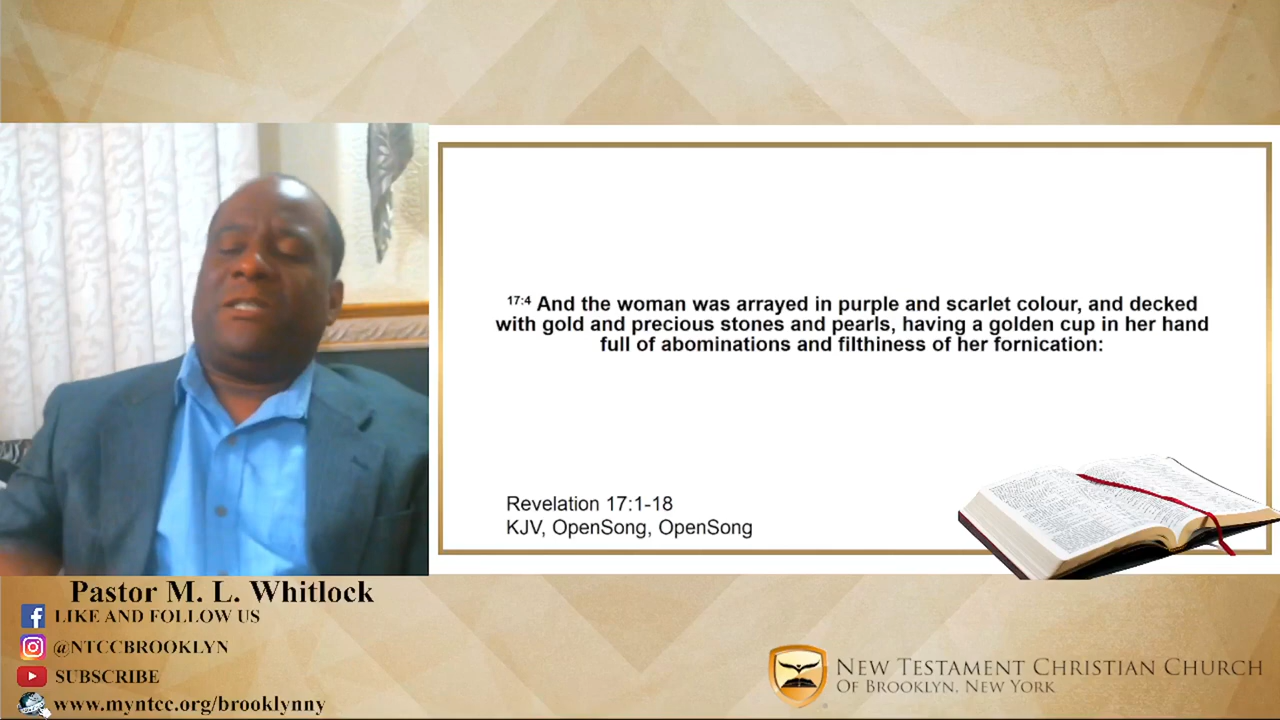 17:4 And the woman was arrayed in purple and scarlet colour, and decked
with gold and precious stones and pearls, having a golden cup in her hand
full of abominations and filthiness of her fornication:
Revelation 17:1-18
KJV, OpenSong, OpenSong
Pastor M. L. Whitlock
LIKE AND FOLLOW US
@NTCCBROOKLYN
SUBSCRIBE
www.myntcc.org/brooklynny
NEW TESTAMENT CHRISTIAN CHURCH
OF BROOKLYN, NEW YORK